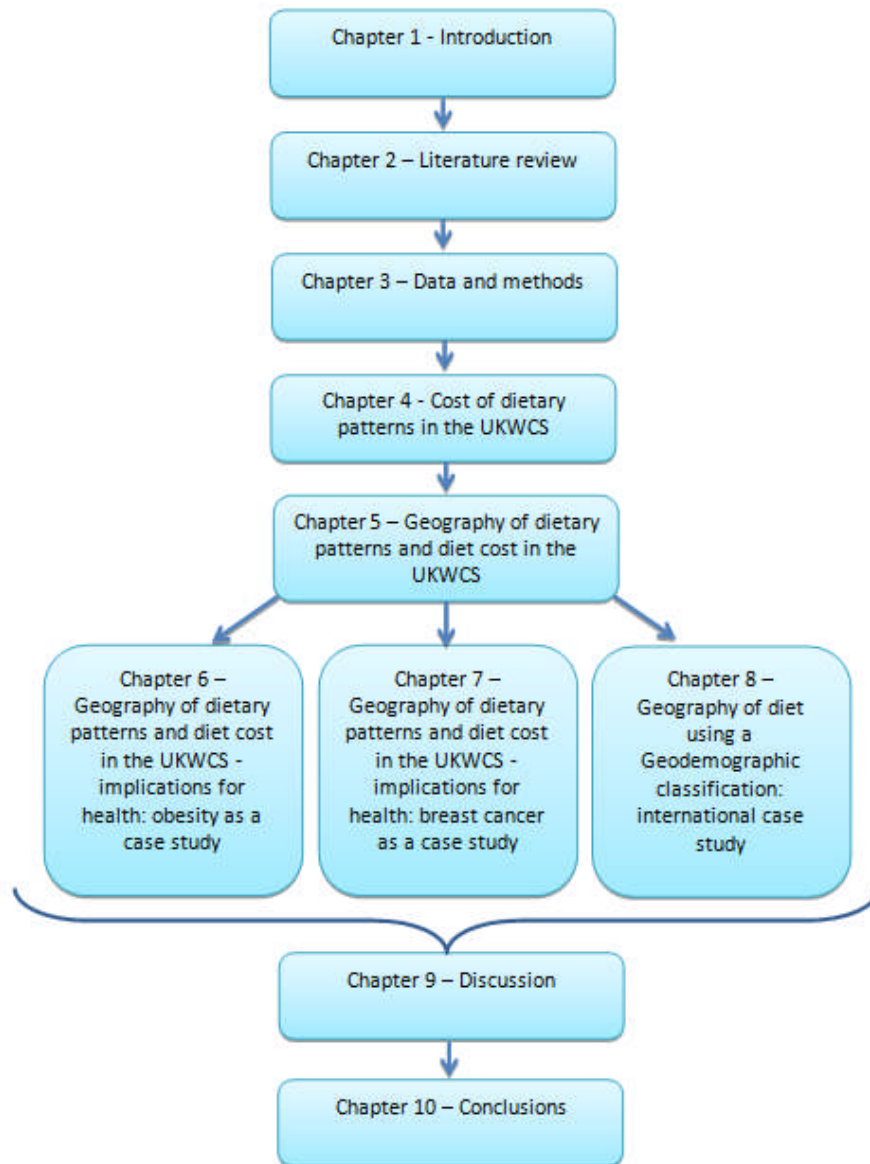 Chapter 1 - Introduction
Chapter 2 – Literature review
Chapter 3 – Data and methods
Chapter 4 - Cost of dietary
patterns in the UKWCS
Chapter 5 – Geography of dietary
patterns and diet cost in the
UKWCS
Chapter 6 –
Geography of dietary
patterns and diet cost
in the UKWCS -
implications for
health: obesity as a
case study
Chapter 7 –
Geography of dietary
patterns and diet cost
in the UKWCS -
implications for
health: breast cancer
as a case study
Chapter 8 –
Geography of diet
using a
Geodemographic
classification:
international case
study
Chapter 9 – Discussion
Chapter 10 – Conclusions